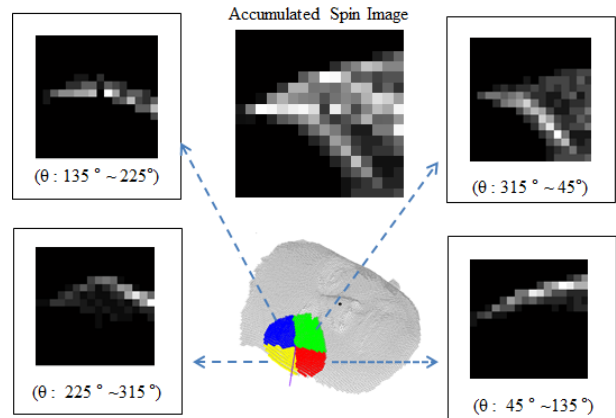 Accumulated Spin Image
(θ : 135 ° ~ 225°)
(θ : 315 ° ~ 45°)
(θ : 225 ° ~315 °)
(θ : 45 ° ~135°)